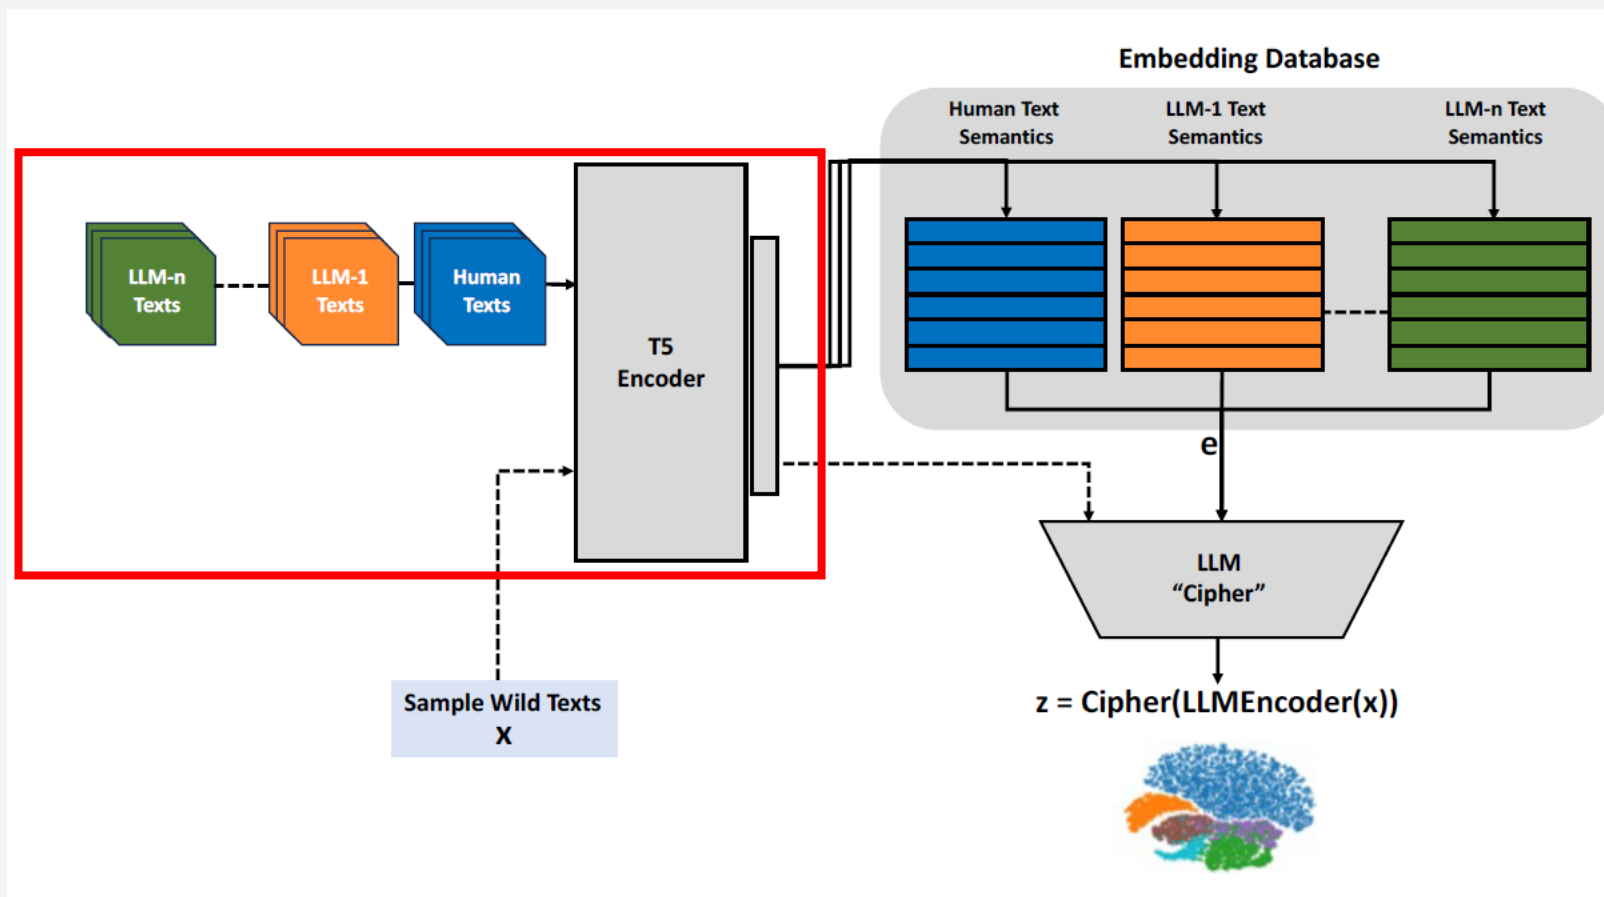 Embedding Database
Human Text
Semantics
LLM-1 Text
Semantics
LLM-n Text
Semantics
LLM-n
Texts
LLM-1
Texts
Human
Texts
T5
Encoder
e
LLM
“Cipher”
Sample Wild Texts
X
z = Cipher(LLMEncoder(x))